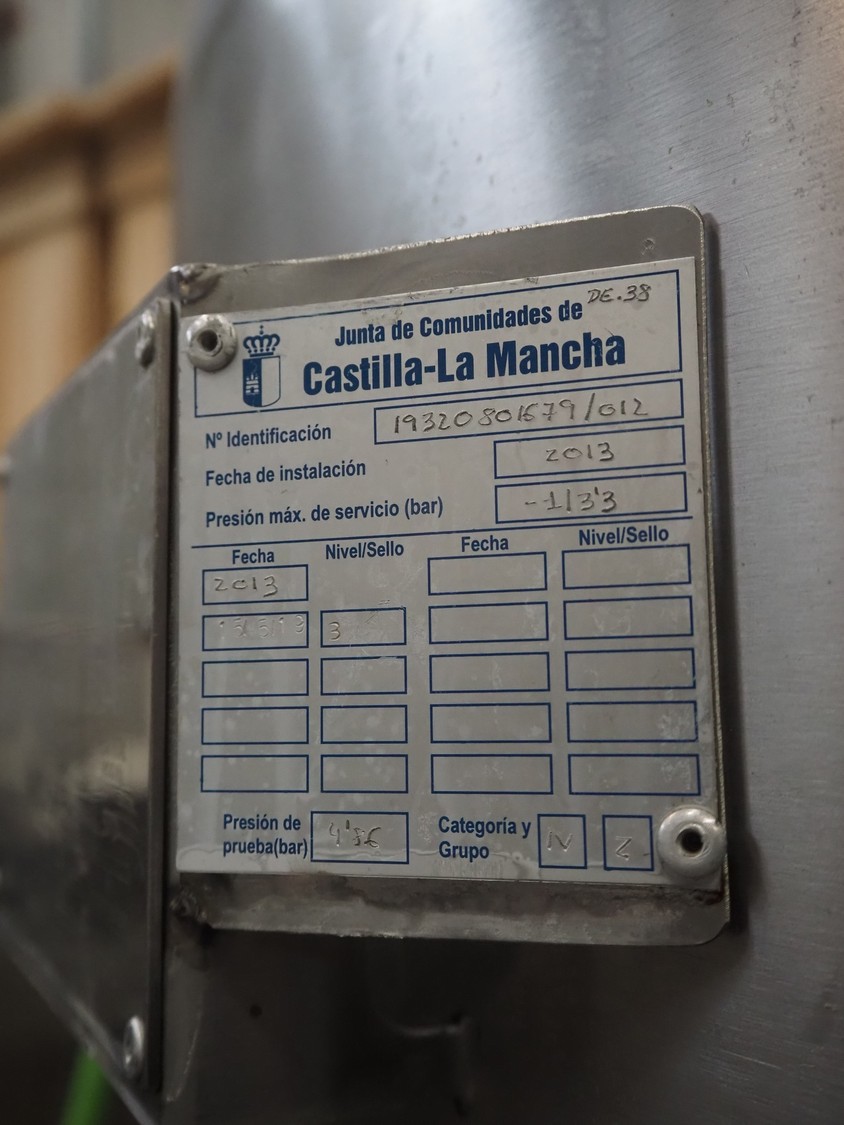 DE.38
Junta de Comunidades de
Castilla-La Mancha
Nº Identificación 19320801679/012
Fecha de instalación 2013
Presión máx. de servicio (bar) -1/3'3
Fecha Nivel/Sello Fecha Nivel/Sello
2013
3
Presión de
prueba(bar)
Categoría y
Grupo
IV 2